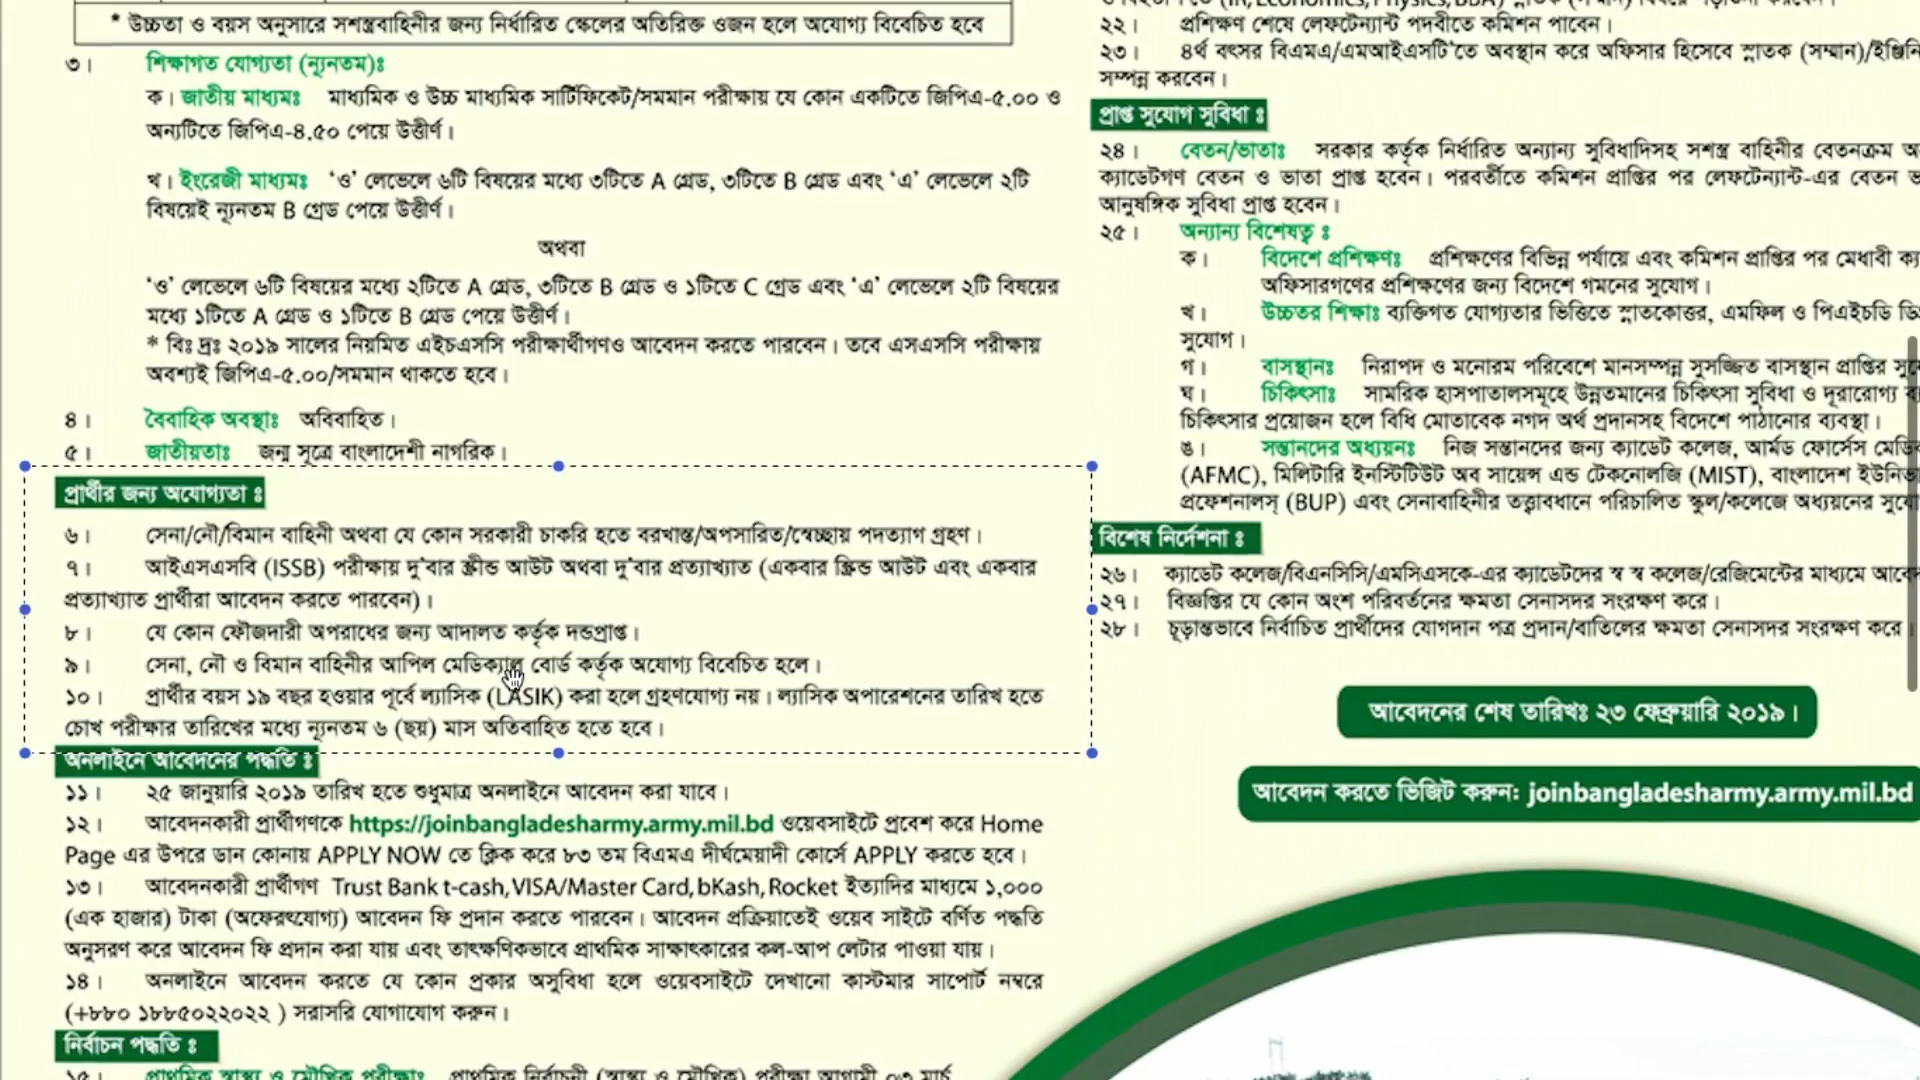 * উচ্চতা ও বয়স অনুসারে সশস্ত্রবাহিনীর জন্য নির্ধারিত স্কেলের অতিরিক্ত ওজন হলে অযোগ্য বিবেচিত হবে
৩। শিক্ষাগত যোগ্যতা (ন্যূনতম)ঃ
ক। জাতীয় মাধ্যমঃ মাধ্যমিক ও উচ্চ মাধ্যমিক সার্টিফিকেট/সমমান পরীক্ষায় যে কোন একটিতে জিপিএ-৫.০০ ও
অন্যটিতে জিপিএ-৪.৫০ পেয়ে উত্তীর্ণ।
খ। ইংরেজী মাধ্যমঃ ‘ও’ লেভেলে ৬টি বিষয়ের মধ্যে ৩টিতে A গ্রেড, ৩টিতে B গ্রেড এবং ‘এ’ লেভেলে ২টি
বিষয়েই ন্যূনতম B গ্রেড পেয়ে উত্তীর্ণ।
অথবা
‘ও’ লেভেলে ৬টি বিষয়ের মধ্যে ২টিতে A গ্রেড, ৩টিতে B গ্রেড ও ১টিতে C গ্রেড এবং ‘এ’ লেভেলে ২টি বিষয়ের
মধ্যে ১টিতে A গ্রেড ও ১টিতে B গ্রেড পেয়ে উত্তীর্ণ।
* বিঃ দ্রঃ ২০১৯ সালের নিয়মিত এইচএসসি পরীক্ষার্থীগণও আবেদন করতে পারবেন। তবে এসএসসি পরীক্ষায়
অবশ্যই জিপিএ-৫.০০/সমমান থাকতে হবে।
৪। বৈবাহিক অবস্থাঃ অবিবাহিত।
৫। জাতীয়তাঃ জন্ম সূত্রে বাংলাদেশী নাগরিক।
প্রার্থীর জন্য অযোগ্যতা ঃ
৬। সেনা/নৌ/বিমান বাহিনী অথবা যে কোন সরকারী চাকরি হতে বরখাস্ত/অপসারিত/স্বেচ্ছায় পদত্যাগ গ্রহণ।
৭। আইএসএসবি (ISSB) পরীক্ষায় দু’বার স্ক্রীন্ড আউট অথবা দু’বার প্রত্যাখ্যাত (একবার স্ক্রিন্ড আউট এবং একবার
প্রত্যাখ্যাত প্রার্থীরা আবেদন করতে পারবেন)।
৮। যে কোন ফৌজদারী অপরাধের জন্য আদালত কর্তৃক দন্ডপ্রাপ্ত।
৯। সেনা, নৌ ও বিমান বাহিনীর আপিল মেডিক্যাল বোর্ড কর্তৃক অযোগ্য বিবেচিত হলে।
১০। প্রার্থীর বয়স ১৯ বছর হওয়ার পূর্বে ল্যাসিক (LASIK) করা হলে গ্রহণযোগ্য নয়। ল্যাসিক অপারেশনের তারিখ হতে
চোখ পরীক্ষার তারিখের মধ্যে ন্যূনতম ৬ (ছয়) মাস অতিবাহিত হতে হবে।
অনলাইনে আবেদনের পদ্ধতি ঃ
১১। ২৫ জানুয়ারি ২০১৯ তারিখ হতে শুধুমাত্র অনলাইনে আবেদন করা যাবে।
১২। আবেদনকারী প্রার্থীগণকে https://joinbangladesharmy.army.mil.bd ওয়েবসাইটে প্রবেশ করে Home
Page এর উপরে ডান কোনায় APPLY NOW তে ক্লিক করে ৮৩ তম বিএমএ দীর্ঘমেয়াদী কোর্সে APPLY করতে হবে।
১৩। আবেদনকারী প্রার্থীগণ Trust Bank t-cash, VISA/Master Card, bKash, Rocket ইত্যাদির মাধ্যমে ১,০০০
(এক হাজার) টাকা (অফেরৎযোগ্য) আবেদন ফি প্রদান করতে পারবেন। আবেদন প্রক্রিয়াতেই ওয়েব সাইটে বর্ণিত পদ্ধতি
অনুসরণ করে আবেদন ফি প্রদান করা যায় এবং তাৎক্ষণিকভাবে প্রাথমিক সাক্ষাৎকারের কল-আপ লেটার পাওয়া যায়।
১৪। অনলাইনে আবেদন করতে যে কোন প্রকার অসুবিধা হলে ওয়েবসাইটে দেখানো কাস্টমার সাপোর্ট নম্বরে
(+৮৮০ ১৮৮৫০২২০২২ ) সরাসরি যোগাযোগ করুন।
নির্বাচন পদ্ধতি ঃ
১৫। প্রাথমিক স্বাস্থ্য ও মৌখিক পরীক্ষাঃ প্রাথমিক নির্বাচনী (স্বাস্থ্য ও মৌখিক) পরীক্ষা আগামী ০৩ মার্চ
২২। প্রশিক্ষণ শেষে লেফটেন্যান্ট পদবীতে কমিশন পাবেন।
২৩। ৪র্থ বৎসর বিএমএ/এমআইএসটি’তে অবস্থান করে অফিসার হিসেবে স্নাতক (সম্মান)/
সম্পন্ন করবেন।
প্রাপ্ত সুযোগ সুবিধা ঃ
২৪। বেতন/ভাতাঃ সরকার কর্তৃক নির্ধারিত অন্যান্য সুবিধাদিসহ সশস্ত্র বাহিনীর বেতনক্রম
ক্যাডেটগণ বেতন ও ভাতা প্রাপ্ত হবেন। পরবর্তীতে কমিশন প্রাপ্তির পর লেফটেন্যান্ট-এর বেতন
আনুষঙ্গিক সুবিধা প্রাপ্ত হবেন।
২৫। অন্যান্য বিশেষত্ব ঃ
ক। বিদেশে প্রশিক্ষণঃ প্রশিক্ষণের বিভিন্ন পর্যায়ে এবং কমিশন প্রাপ্তির পর মেধাবী
অফিসারগণের প্রশিক্ষণের জন্য বিদেশে গমনের সুযোগ।
খ। উচ্চতর শিক্ষাঃ ব্যক্তিগত যোগ্যতার ভিত্তিতে স্নাতকোত্তর, এমফিল ও পিএইচডি
সুযোগ।
গ। বাসস্থানঃ নিরাপদ ও মনোরম পরিবেশে মানসম্পন্ন সুসজ্জিত বাসস্থান প্রাপ্তির
ঘ। চিকিৎসাঃ সামরিক হাসপাতালসমূহে উন্নতমানের চিকিৎসা সুবিধা ও দূরারোগ্য
চিকিৎসার প্রয়োজন হলে বিধি মোতাবেক নগদ অর্থ প্রদানসহ বিদেশে পাঠানোর ব্যবস্থা।
ঙ। সন্তানদের অধ্যয়নঃ নিজ সন্তানদের জন্য ক্যাডেট কলেজ, আর্মড ফোর্সেস
(AFMC), মিলিটারি ইনস্টিটিউট অব সায়েন্স এন্ড টেকনোলজি (MIST), বাংলাদেশ
প্রফেশনালস্ (BUP) এবং সেনাবাহিনীর তত্ত্বাবধানে পরিচালিত স্কুল/কলেজে অধ্যয়নের
বিশেষ নির্দেশনা ঃ
২৬। ক্যাডেট কলেজ/বিএনসিসি/এমসিএসকে-এর ক্যাডেটদের স্ব স্ব কলেজ/রেজিমেন্টের মাধ্যমে
২৭। বিজ্ঞপ্তির যে কোন অংশ পরিবর্তনের ক্ষমতা সেনাসদর সংরক্ষণ করে।
২৮। চূড়ান্তভাবে নির্বাচিত প্রার্থীদের যোগদান পত্র প্রদান/বাতিলের ক্ষমতা সেনাসদর সংরক্ষণ করে।
আবেদনের শেষ তারিখঃ ২৩ ফেব্রুয়ারি ২০১৯।
আবেদন করতে ভিজিট করুন: joinbangladesharmy.army.mil.bd